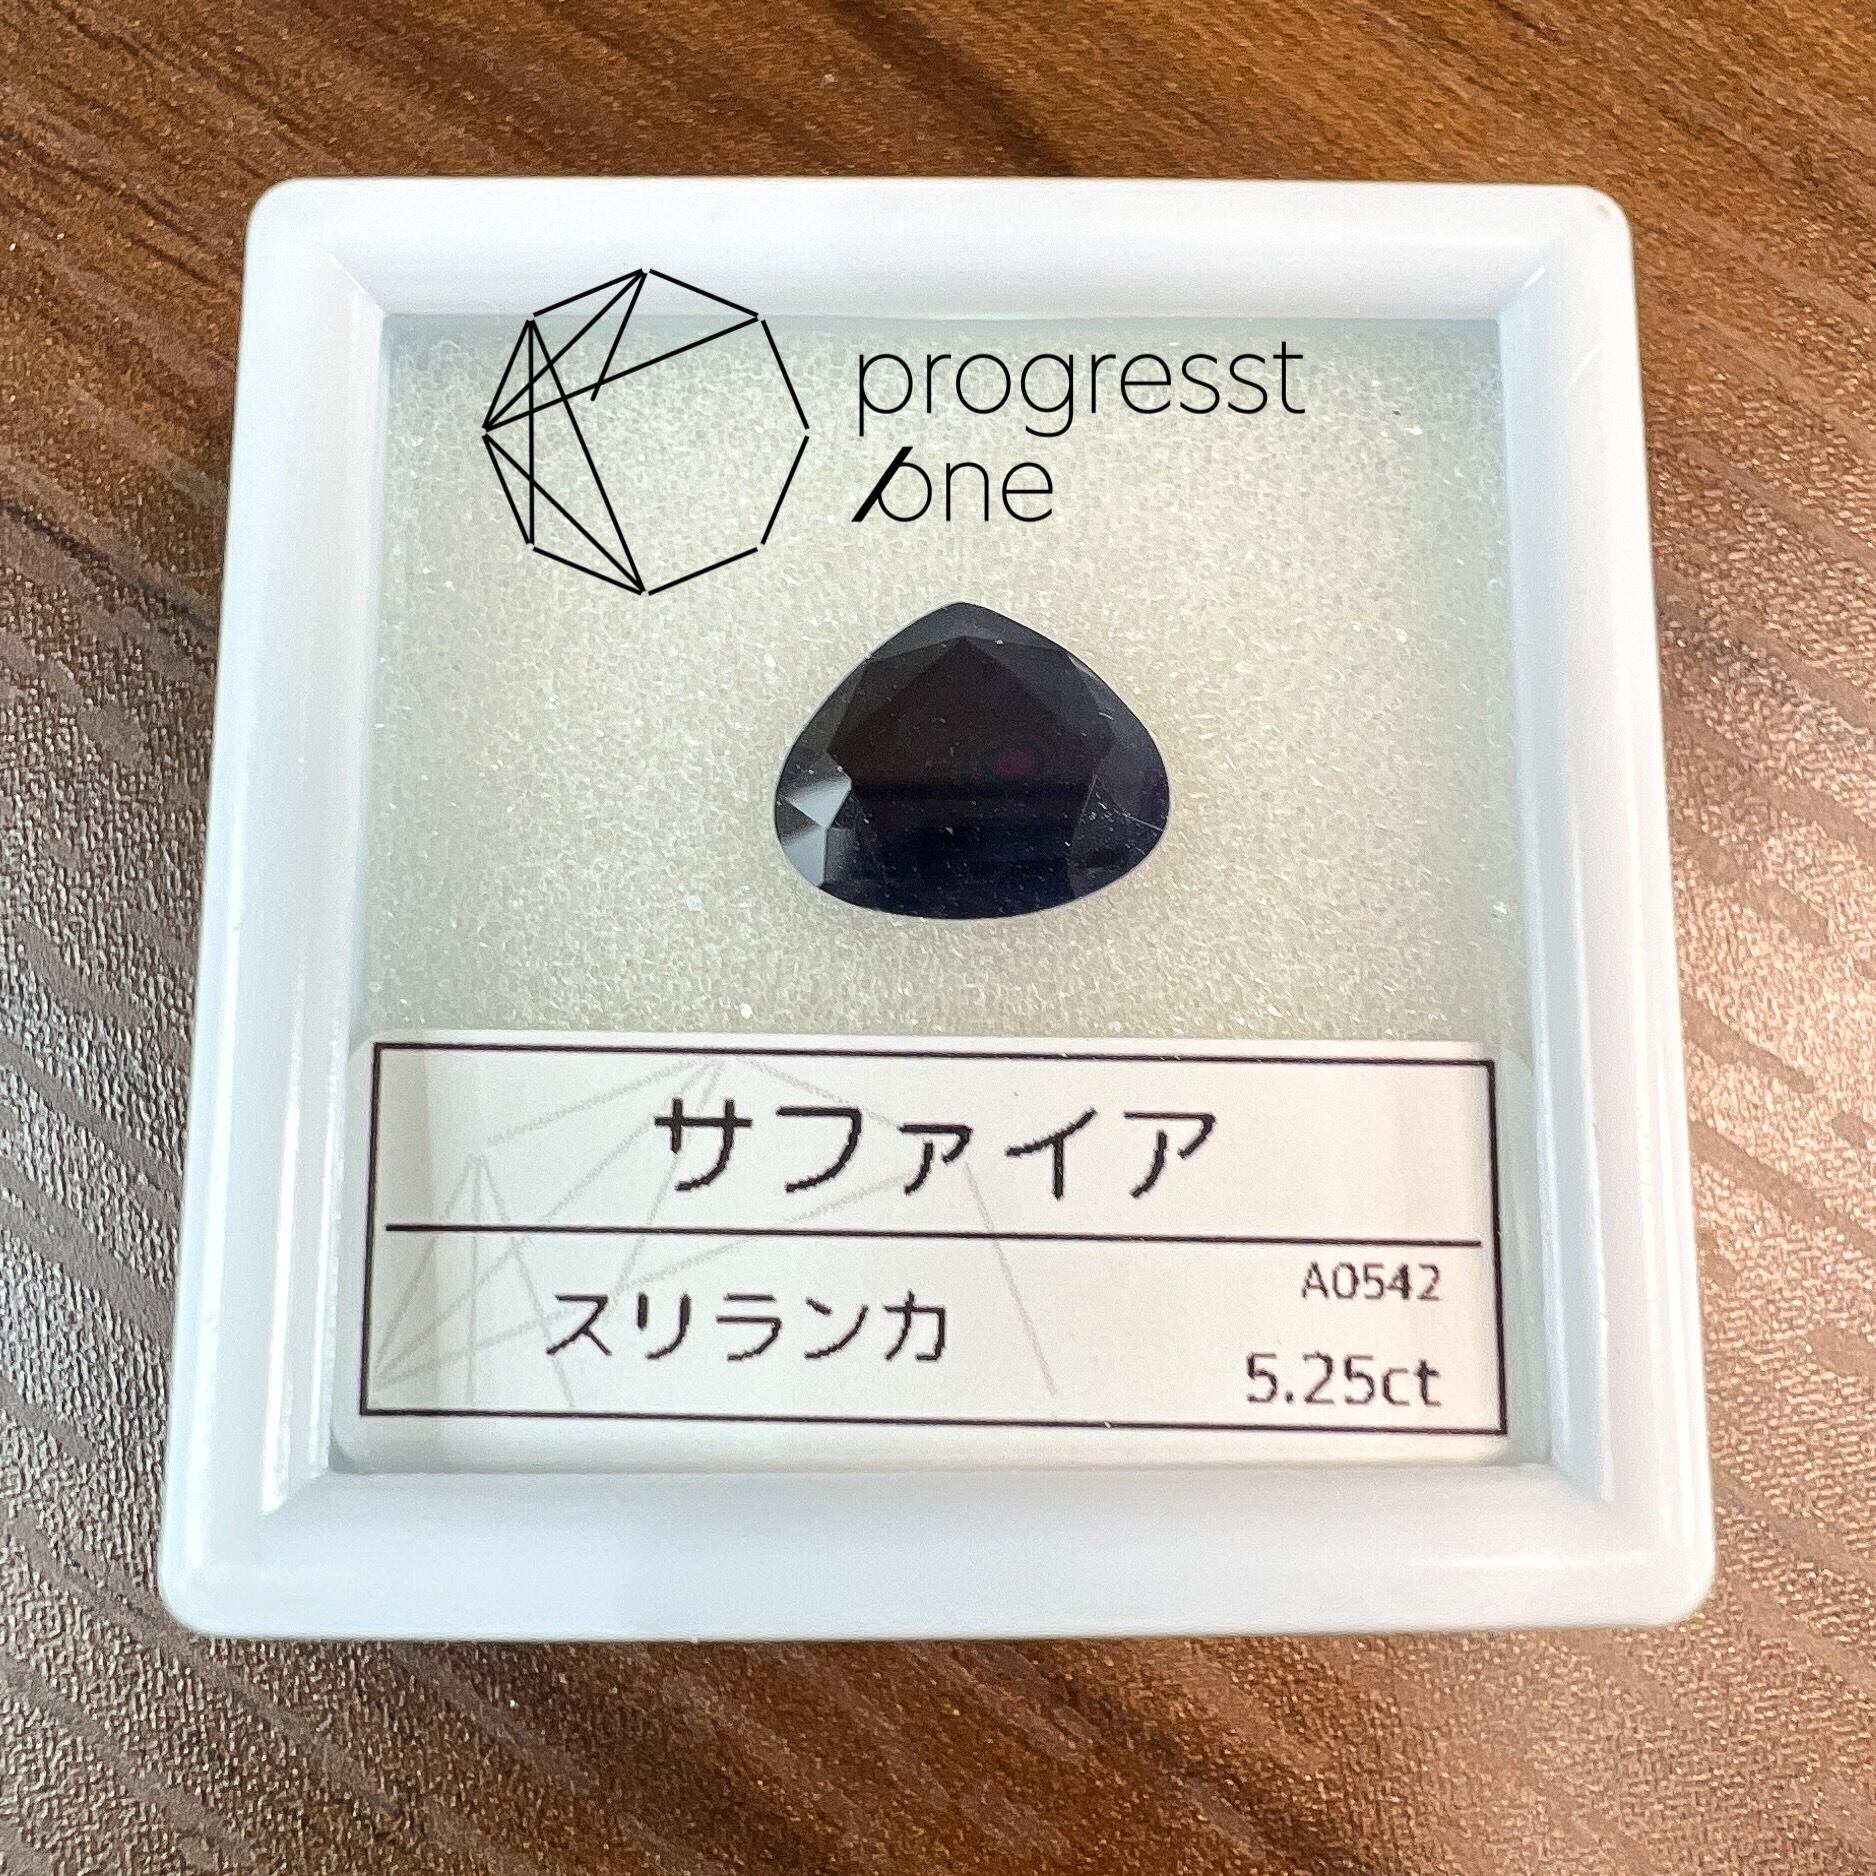 progresst
one
サファイア
スリランカ
A0542
5.25ct